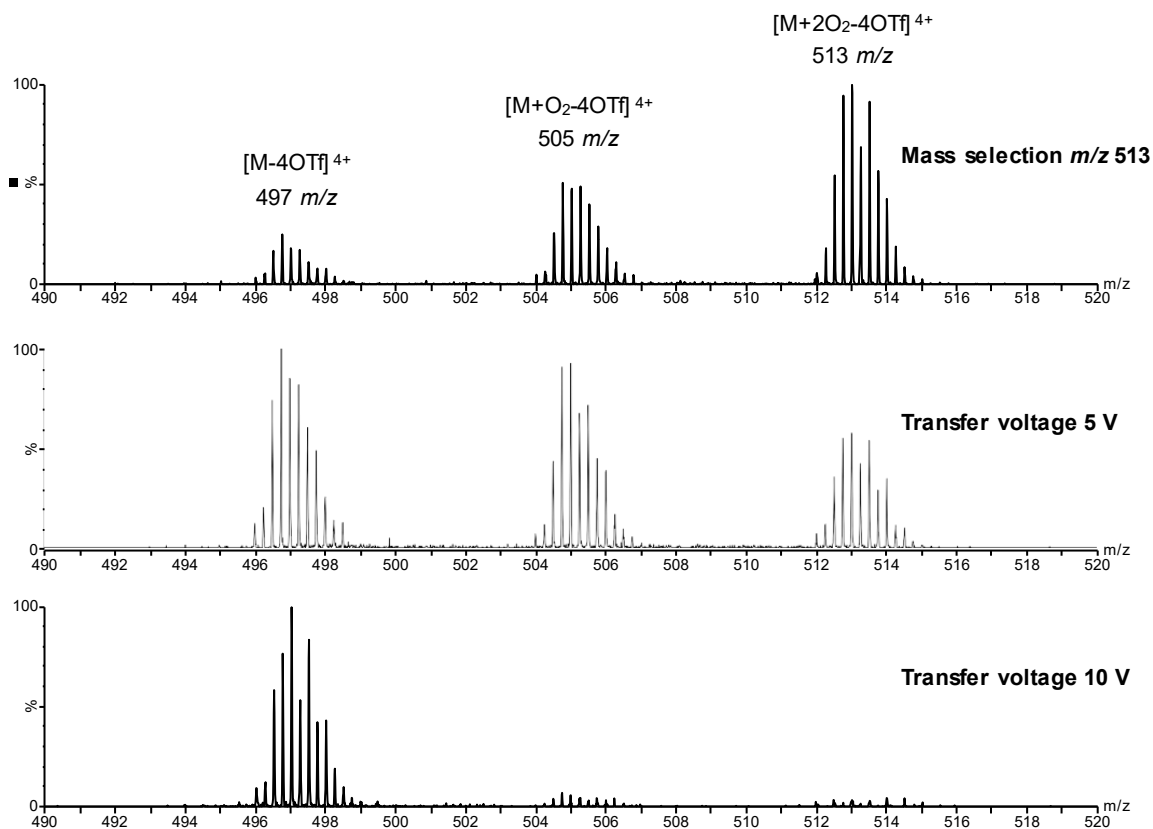 [M+2O₂-4OTf] ⁴⁺
513 m/z
[M+O₂-4OTf] ⁴⁺
505 m/z
[M-4OTf] ⁴⁺
497 m/z
Mass selection m/z 513
100
%
0
490 492 494 496 498 500 502 504 506 508 510 512 514 516 518 520 m/z
Transfer voltage 5 V
100
%
0
490 492 494 496 498 500 502 504 506 508 510 512 514 516 518 520 m/z
Transfer voltage 10 V
100
%
0
490 492 494 496 498 500 502 504 506 508 510 512 514 516 518 520 m/z